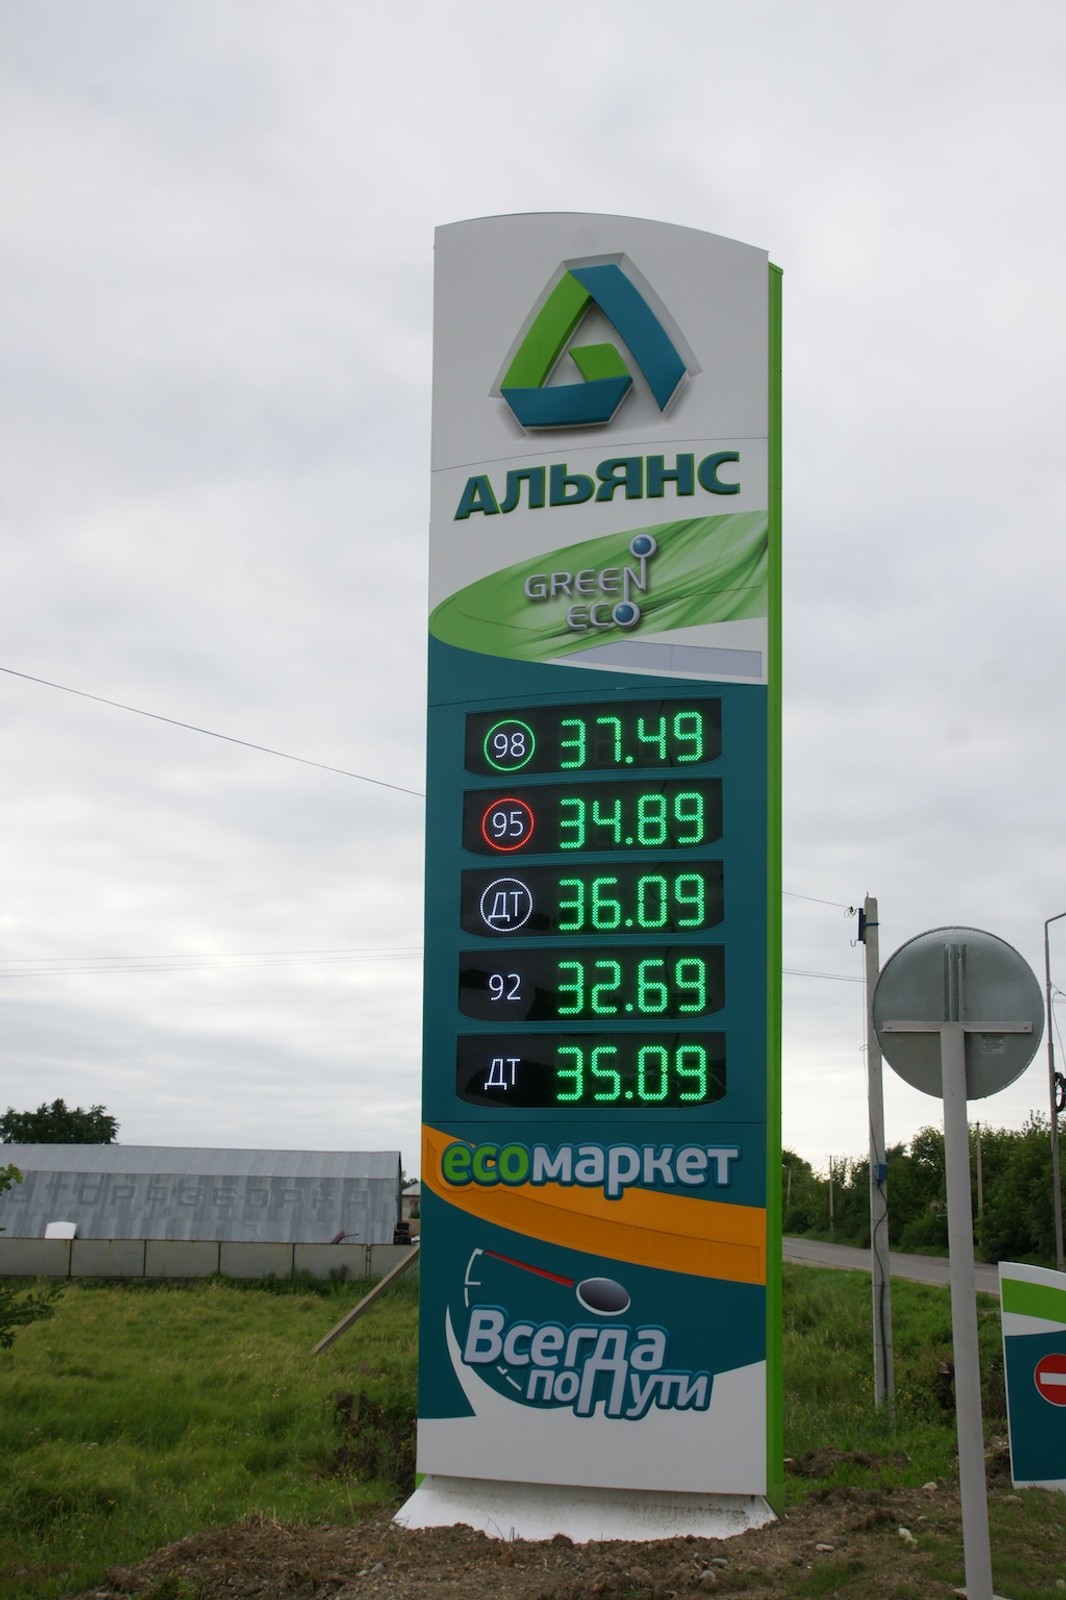 АЛЬЯНС
GREEN
ECO
98 37.49
95 34.89
ДТ 36.09
92 32.69
ДТ 35.09
ecoмаркет
Всегда
поПути
АВТОРАЗБОРКА